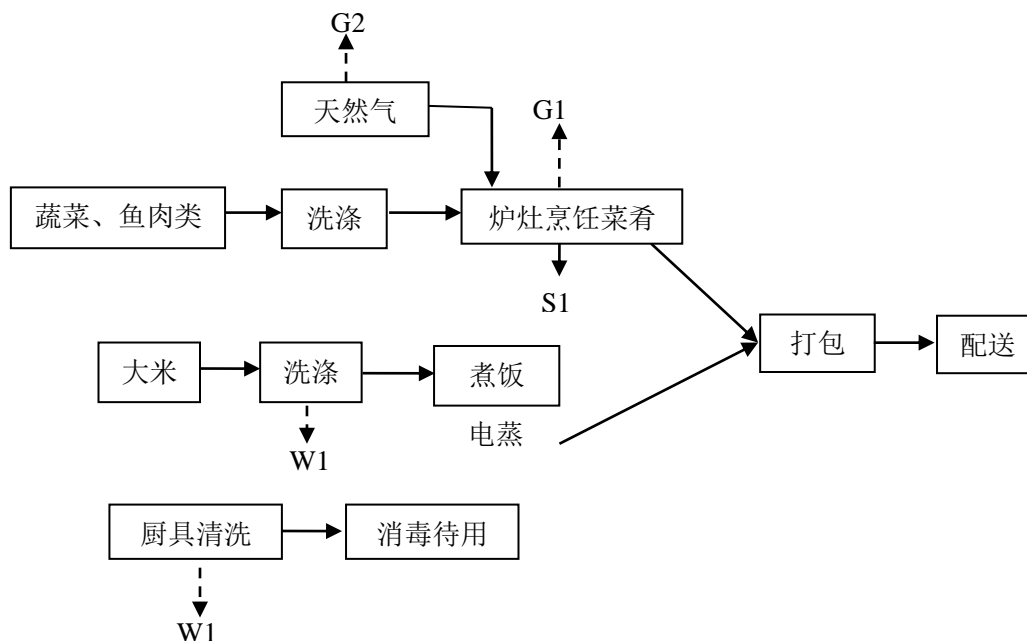 G2
天然气
G1
蔬菜、鱼肉类
洗涤
炉灶烹饪菜肴
S1
打包
配送
大米
洗涤
煮饭
电蒸
W1
厨具清洗
消毒待用
W1